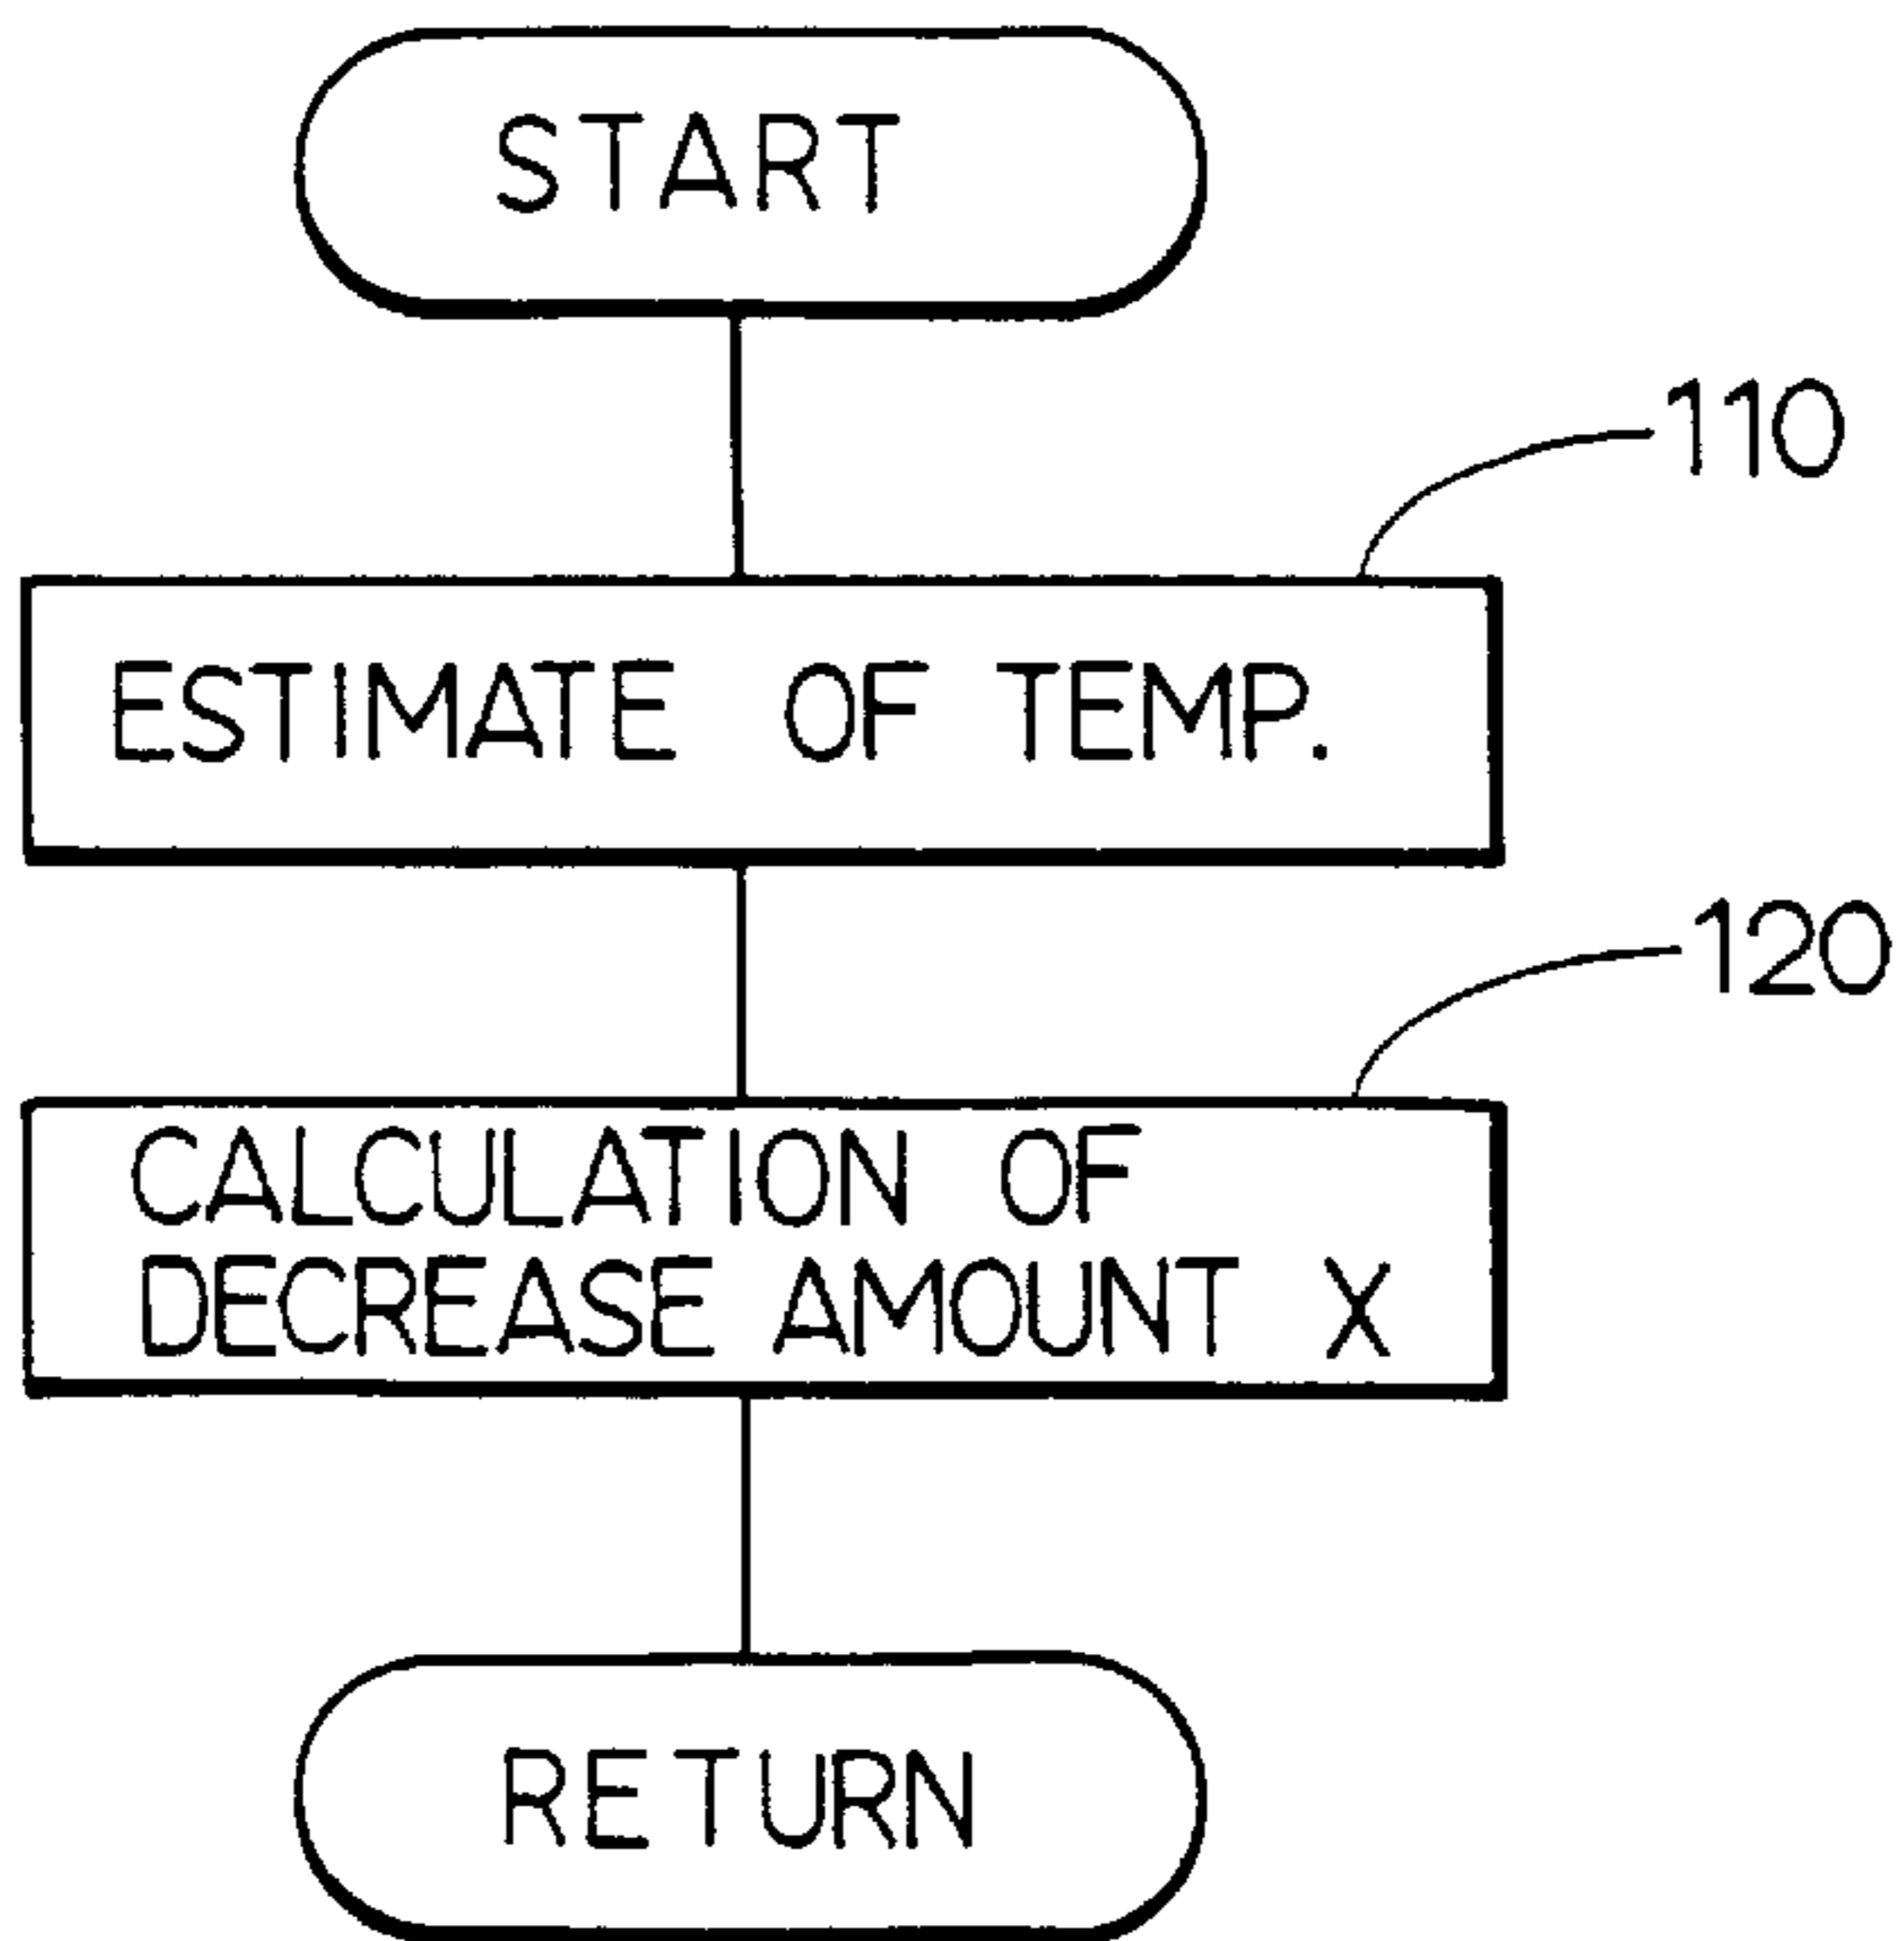 START
110
ESTIMATE OF TEMP.
120
CALCULATION OF
DECREASE AMOUNT X
RETURN